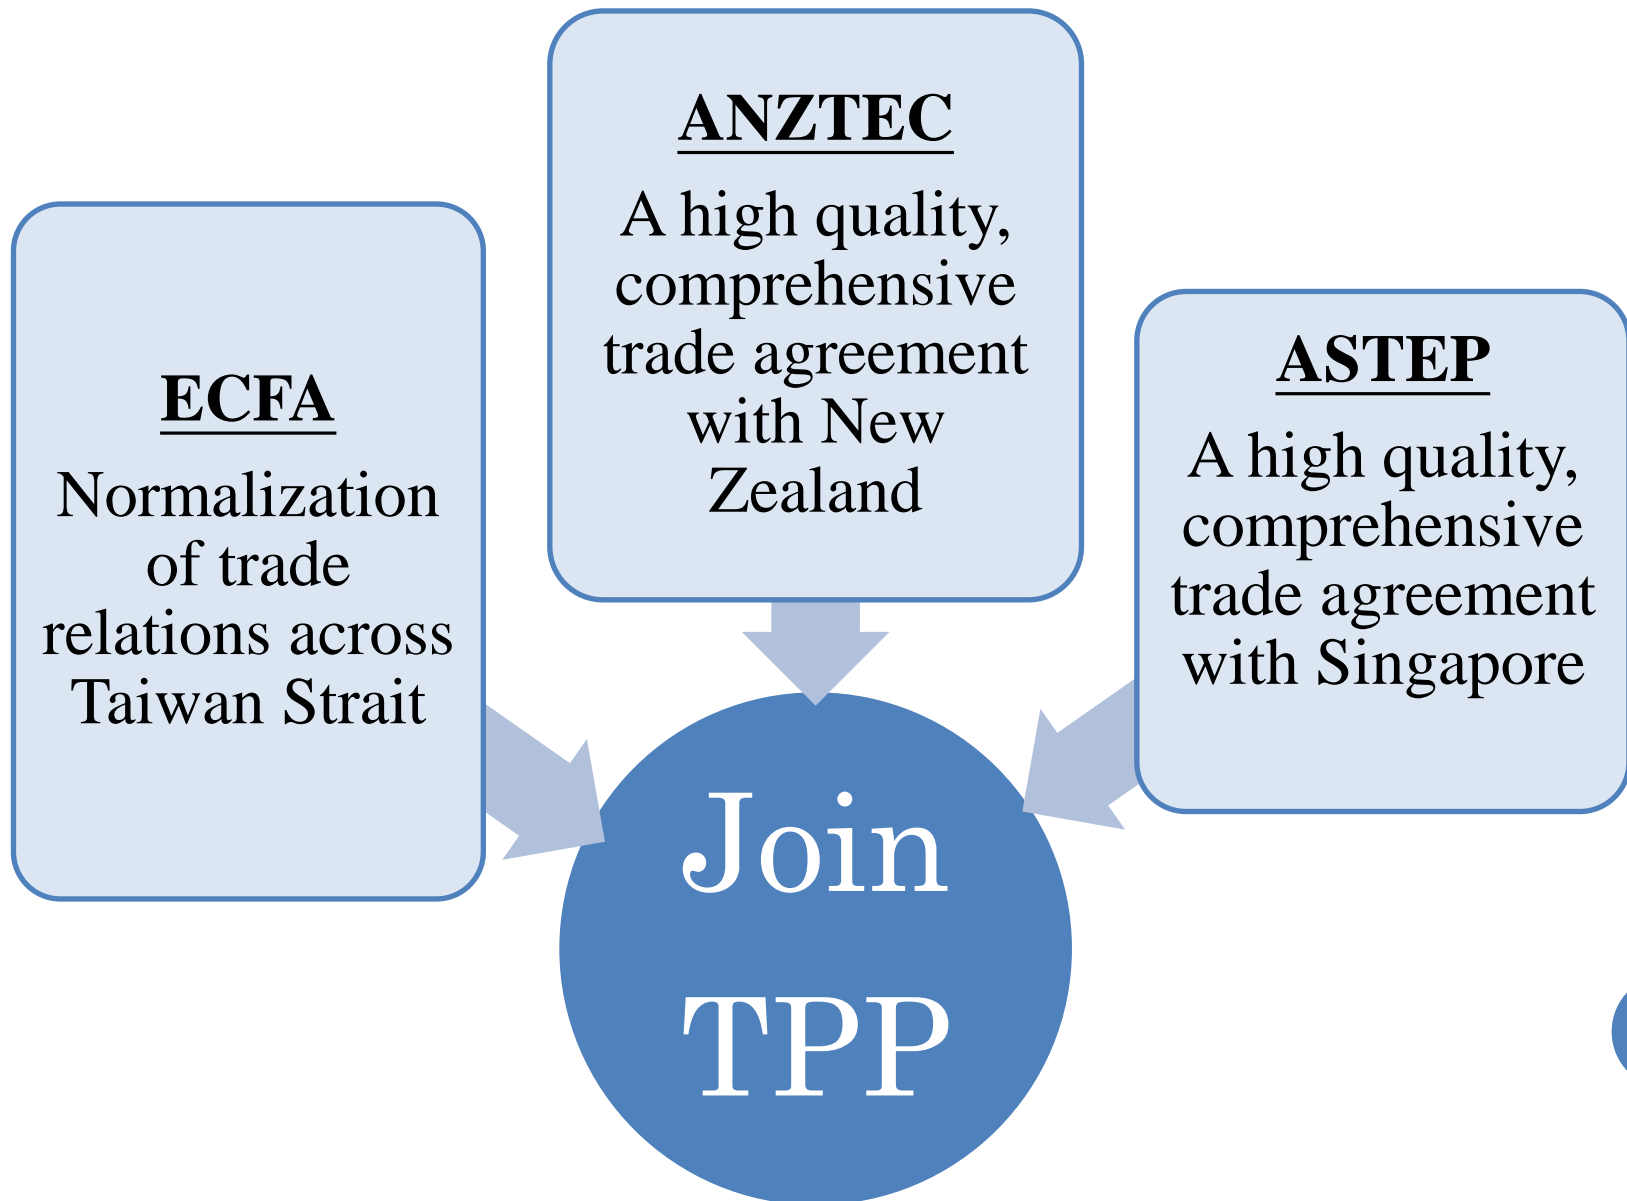 ECFA
Normalization
of trade
relations across
Taiwan Strait
ANZTEC
A high quality,
comprehensive
trade agreement
with New
Zealand
ASTEP
A high quality,
comprehensive
trade agreement
with Singapore
Join
TPP